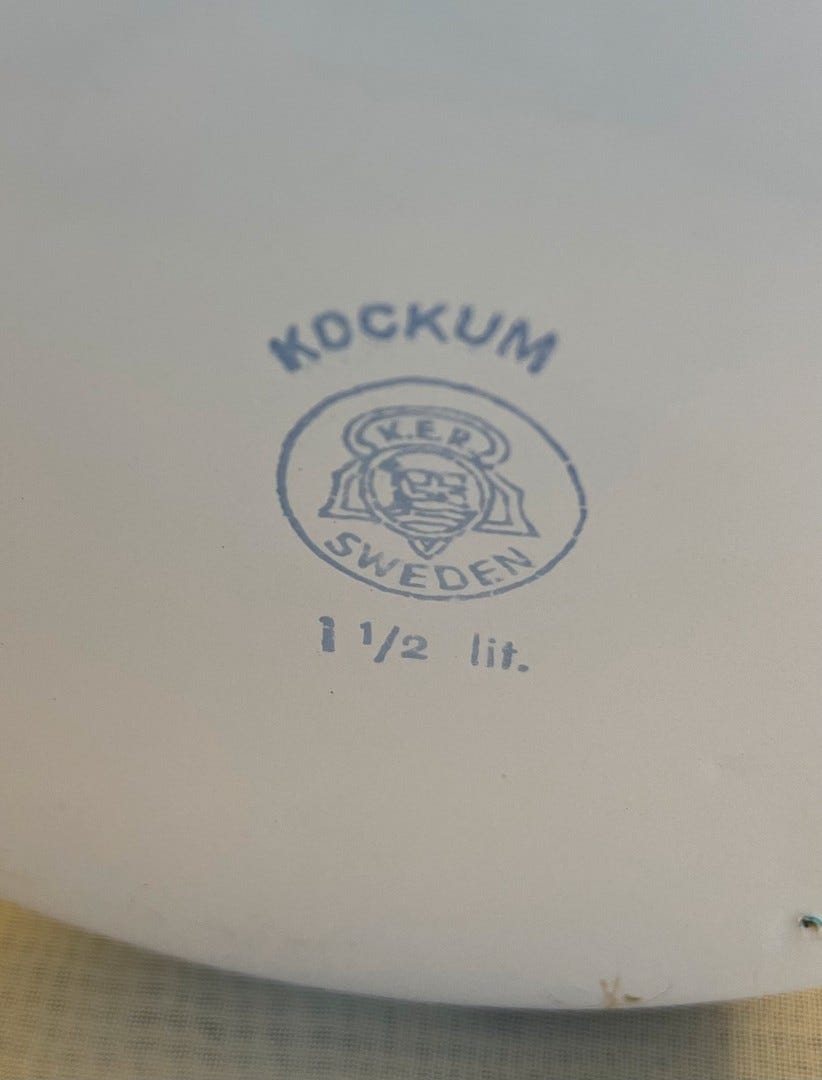 KOCKUM
K.E.R.
SWEDEN
1 1/2 lit.